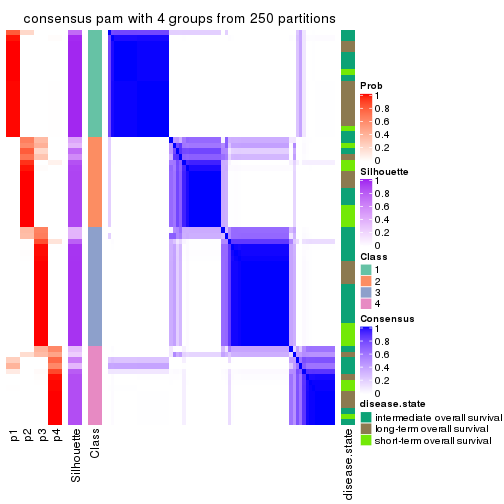 consensus pam with 4 groups from 250 partitions
Prob
1
0.8
0.6
0.4
0.2
0
Silhouette
1
0.8
0.6
0.4
0.2
0
Class
1
2
3
4
Consensus
1
0.8
0.6
0.4
0.2
0
disease.state
intermediate overall survival
long-term overall survival
short-term overall survival
p1
p2
p3
p4
Silhouette
Class
disease.state